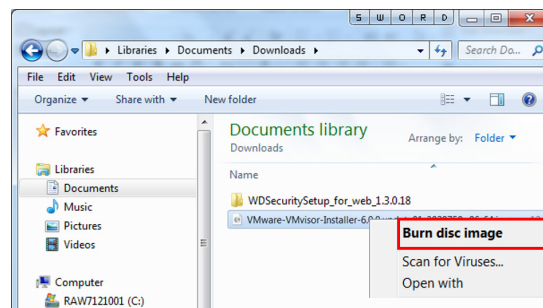 S W O R D
Libraries Documents Downloads
Search Do...
File Edit View Tools Help
Organize Share with New folder
Favorites
Libraries
Documents
Music
Pictures
Videos
Computer
RAW7121001 (C:)
Documents library
Downloads
Arrange by: Folder
Name
WDSecuritySetup_for_web_1.3.0.18
VMware-VMvisor-Installer-6.0.0
Burn disc image
Scan for Viruses...
Open with